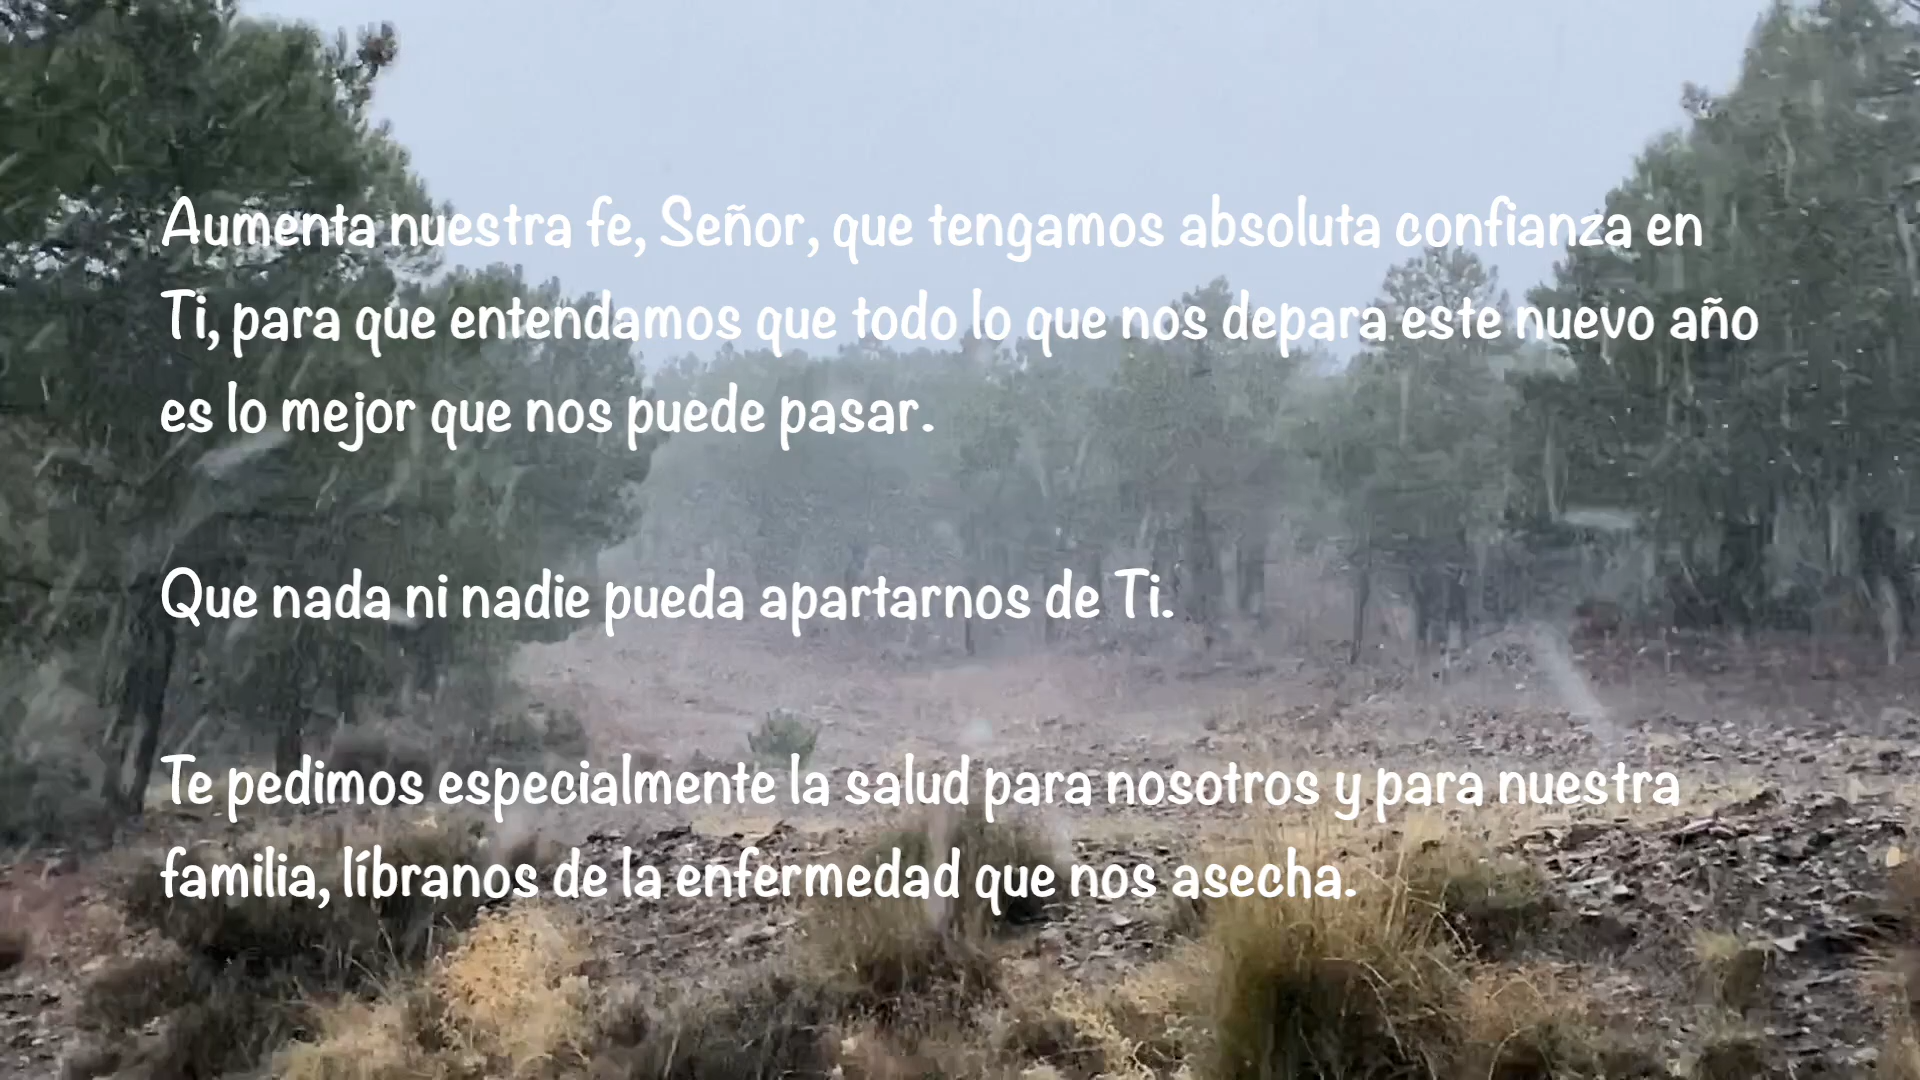 Aumenta nuestra fe, Señor, que tengamos absoluta confianza en
Ti, para que entendamos que todo lo que nos depara este nuevo año
es lo mejor que nos puede pasar.
Que nada ni nadie pueda apartarnos de Ti.
Te pedimos especialmente la salud para nosotros y para nuestra
familia, líbranos de la enfermedad que nos asecha.